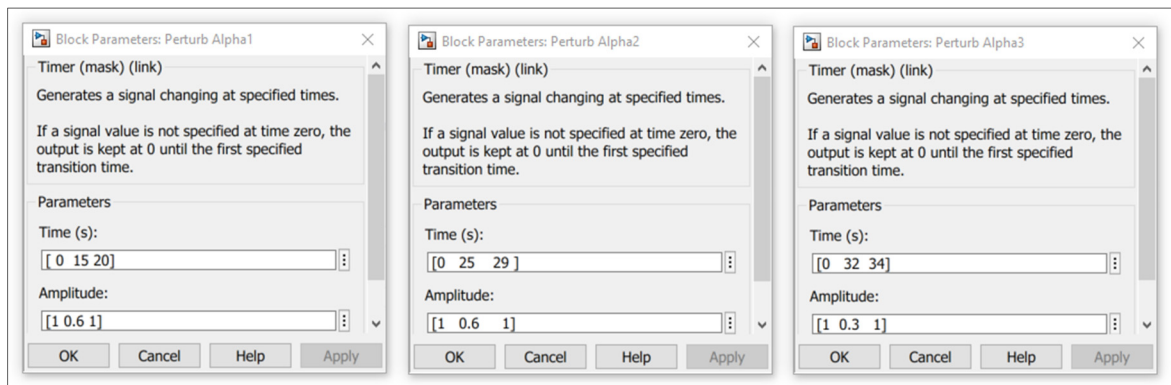 Block Parameters: Perturb Alpha1
Timer (mask) (link)
Generates a signal changing at specified times.
If a signal value is not specified at time zero, the
output is kept at 0 until the first specified
transition time.
Parameters
Time (s):
[ 0 15 20]
Amplitude:
[1 0.6 1]
OK Cancel Help Apply
Block Parameters: Perturb Alpha2
Timer (mask) (link)
Generates a signal changing at specified times.
If a signal value is not specified at time zero, the
output is kept at 0 until the first specified
transition time.
Parameters
Time (s):
[0 25 29 ]
Amplitude:
[1 0.6 1]
OK Cancel Help Apply
Block Parameters: Perturb Alpha3
Timer (mask) (link)
Generates a signal changing at specified times.
If a signal value is not specified at time zero, the
output is kept at 0 until the first specified
transition time.
Parameters
Time (s):
[0 32 34]
Amplitude:
[1 0.3 1]
OK Cancel Help Apply